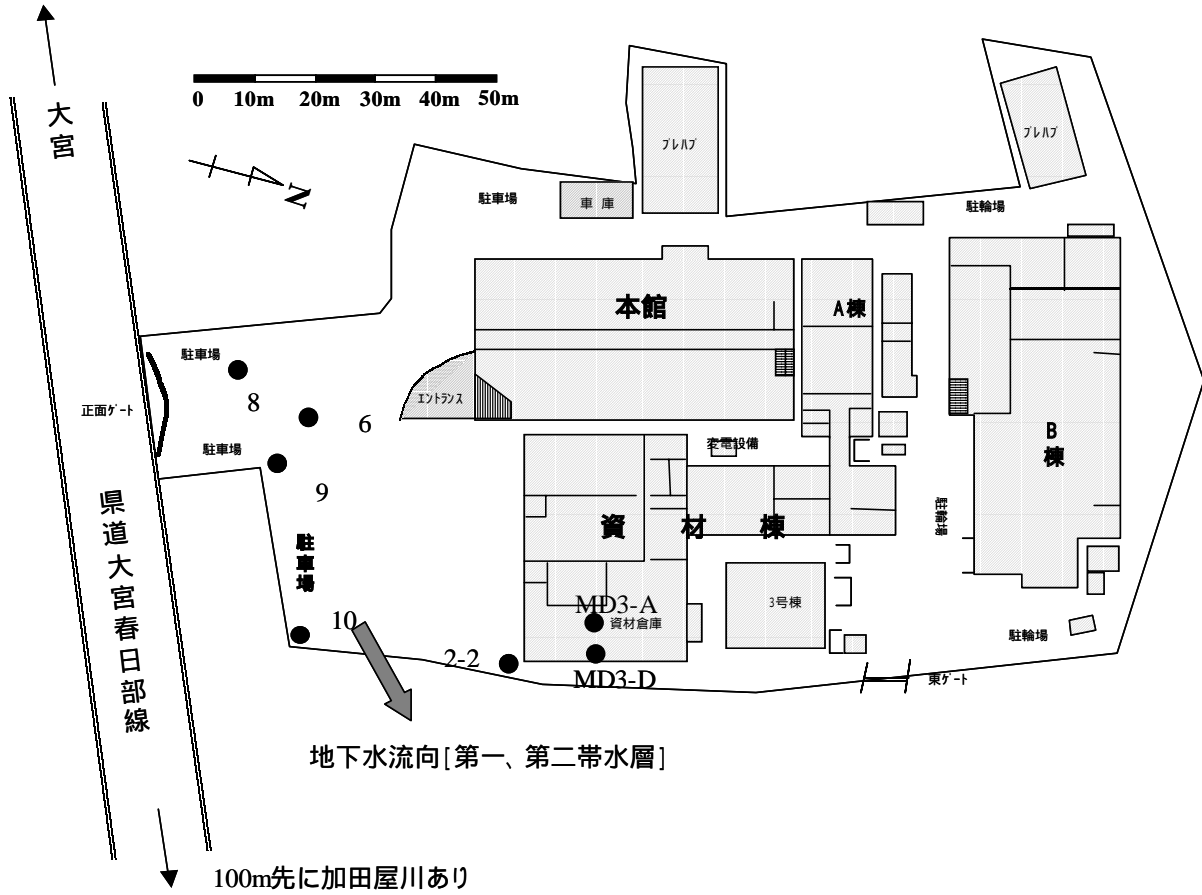 大宮
0 10m 20m 30m 40m 50m
N
プレハブ
プレハブ
駐車場
車 庫
駐輪場
本館
A棟
駐車場
8
エントランス
正面ゲート
6
駐車場
9
変電設備
B棟
県道大宮春日部線
資 材 棟
駐輪場
駐車場
10
MD3-A
資材倉庫
3号棟
2-2
MD3-D
駐輪場
東ゲート
地下水流向[第一、第二帯水層]
100m先に加田屋川あり